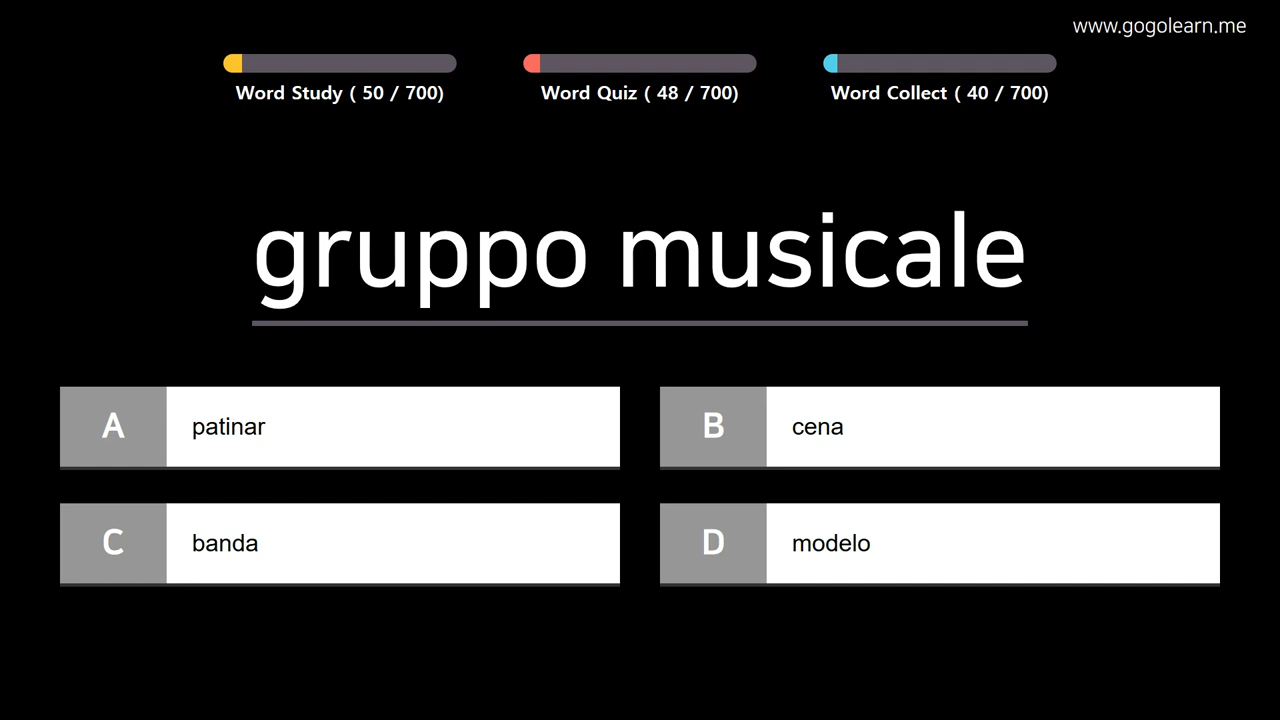 www.gogolearn.me
Word Study ( 50 / 700)
Word Quiz ( 48 / 700)
Word Collect ( 40 / 700)
gruppo musicale
A patinar
B cena
C banda
D modelo